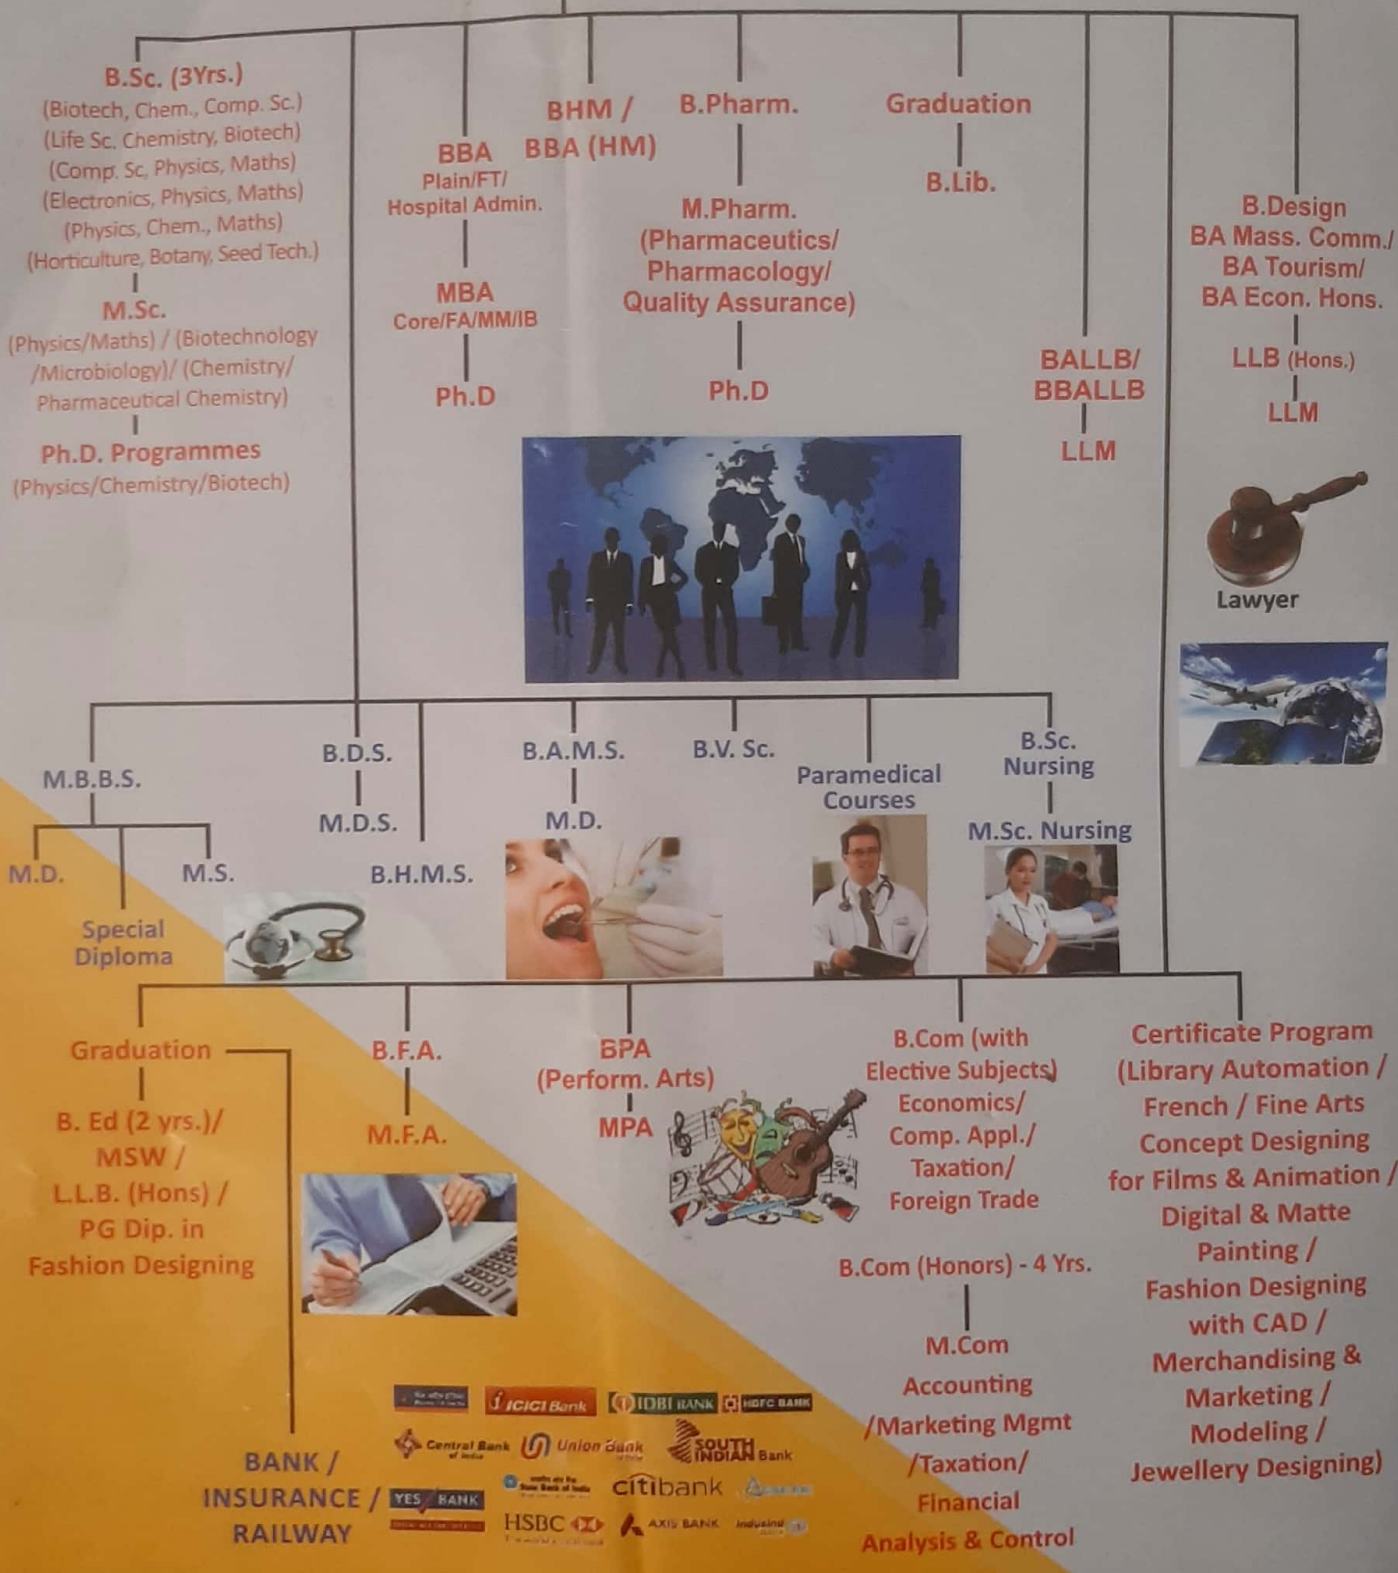 B.Sc. (3Yrs.)
(Biotech, Chem., Comp. Sc.)
(Life Sc. Chemistry, Biotech)
(Comp. Sc, Physics, Maths)
(Electronics, Physics, Maths)
(Physics, Chem., Maths)
(Horticulture, Botany, Seed Tech.)
M.Sc.
(Physics/Maths) / (Biotechnology
/Microbiology)/ (Chemistry/
Pharmaceutical Chemistry)
Ph.D. Programmes
(Physics/Chemistry/Biotech)
BBA
Plain/FT/
Hospital Admin.
MBA
Core/FA/MM/IB
Ph.D
BHM /
BBA (HM)
B.Pharm.
M.Pharm.
(Pharmaceutics/
Pharmacology/
Quality Assurance)
Ph.D
Graduation
B.Lib.
BALLB/
BBALLB
LLM
B.Design
BA Mass. Comm./
BA Tourism/
BA Econ. Hons.
LLB (Hons.)
LLM
Lawyer
M.B.B.S.
M.D.
Special
Diploma
M.S.
B.D.S.
M.D.S.
B.H.M.S.
B.A.M.S.
M.D.
B.V. Sc.
Paramedical
Courses
B.Sc.
Nursing
M.Sc. Nursing
Graduation
B. Ed (2 yrs.)/
MSW /
L.L.B. (Hons) /
PG Dip. in
Fashion Designing
BANK /
INSURANCE /
RAILWAY
B.F.A.
M.F.A.
BPA
(Perform. Arts)
MPA
B.Com (with
Elective Subjects)
Economics/
Comp. Appl./
Taxation/
Foreign Trade
B.Com (Honors) - 4 Yrs.
M.Com
Accounting
/Marketing Mgmt
/Taxation/
Financial
Analysis & Control
Certificate Program
(Library Automation /
French / Fine Arts
Concept Designing
for Films & Animation /
Digital & Matte
Painting /
Fashion Designing
with CAD /
Merchandising &
Marketing /
Modeling /
Jewellery Designing)
ICICI Bank
IDBI BANK
HDFC BANK
Central Bank
of India
Union Bank
SOUTH
INDIAN Bank
YES BANK
State Bank of India
citibank
HSBC
AXIS BANK
IndusInd